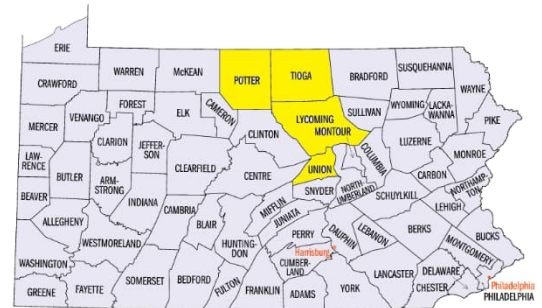 ERIE
CRAWFORD
WARREN
McKEAN
POTTER
TIOGA
BRADFORD
SUSQUEHANNA
WAYNE
FOREST
VENANGO
MERCER
ELK
CAMERON
CLINTON
LYCOMING
MONTOUR
SULLIVAN
WYOMING
LACKA-
WANNA
PIKE
LUZERNE
COLUMBIA
MONROE
CLARION
JEFFER-
SON
CLEARFIELD
CENTRE
UNION
SNYDER
NORTH
UMBERLAND
CARBON
NORTHAMP-
TON
LAW-
RENCE
BUTLER
ARM-
STRONG
BEAVER
INDIANA
CAMBRIA
BLAIR
MIFFLIN
JUNIATA
SCHUYLKILL
LEHIGH
ALLEGHENY
WESTMORELAND
HUNTING-
DON
PERRY
DAUPHIN
LEBANON
BERKS
MONTGOMERY
BUCKS
Harrisburg
WASHINGTON
CUMBER-
LAND
LANCASTER
DELAWARE
CHESTER
Philadelphia
PHILADELPHIA
GREENE
FAYETTE
SOMERSET
BEDFORD
FULTON
FRANKLIN
ADAMS
YORK